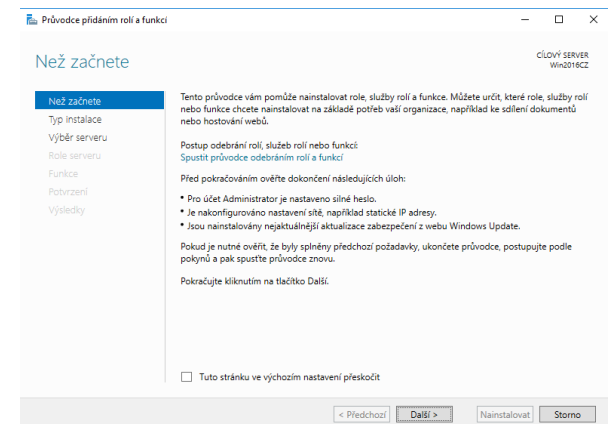 Průvodce přidáním rolí a funkcí
Než začnete
CÍLOVÝ SERVER
Win2016CZ
Než začnete
Typ instalace
Výběr serveru
Role serveru
Funkce
Potvrzení
Výsledky
Tento průvodce vám pomůže nainstalovat role, služby rolí a funkce. Můžete určit, které role, služby rolí
nebo funkce chcete nainstalovat na základě potřeb vaší organizace, například ke sdílení dokumentů
nebo hostování webů.
Postup odebrání rolí, služeb rolí nebo funkcí:
Spustit průvodce odebráním rolí a funkcí
Před pokračováním ověřte dokončení následujících úloh:
• Pro účet Administrator je nastaveno silné heslo.
• Je nakonfigurováno nastavení sítě, například statické IP adresy.
• Jsou nainstalovány nejaktuálnější aktualizace zabezpečení z webu Windows Update.
Pokud je nutné ověřit, že byly splněny předchozí požadavky, ukončete průvodce, postupujte podle
pokynů a pak spusťte průvodce znovu.
Pokračujte kliknutím na tlačítko Další.
Tuto stránku ve výchozím nastavení přeskočit
< Předchozí
Další >
Nainstalovat
Storno